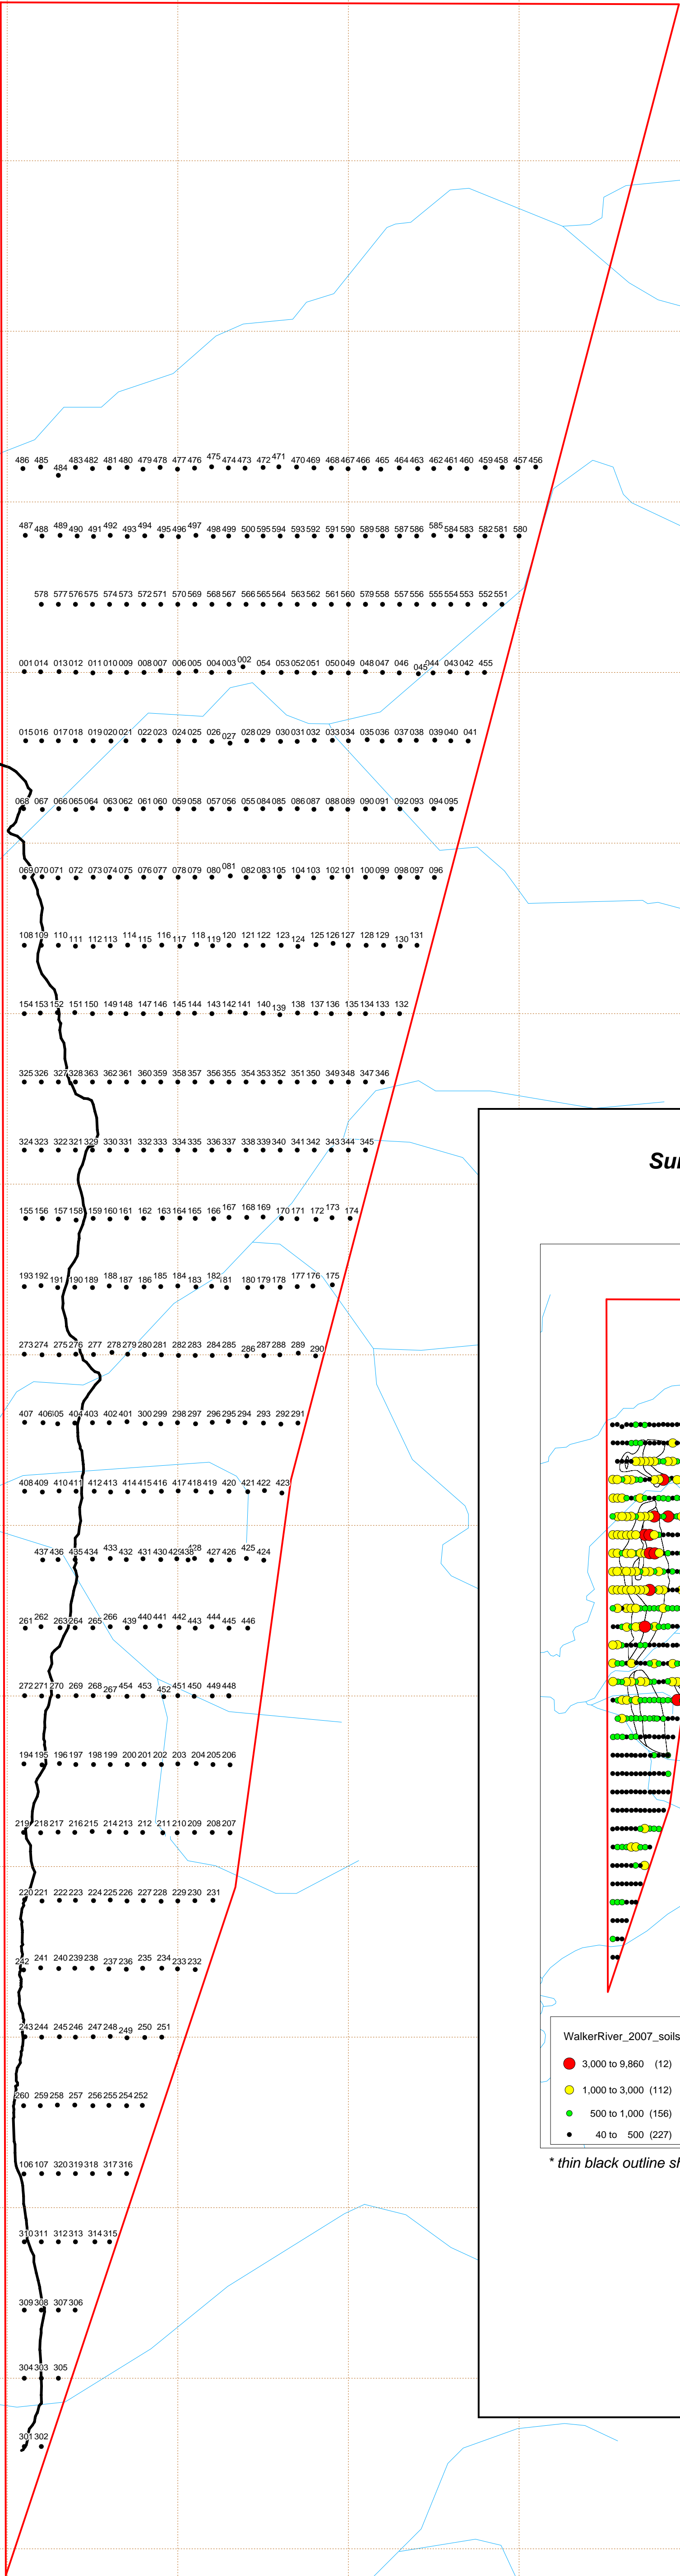 486 485 484 483 482 481 480 479 478 477 476 475 474 473 472 471 470 469 468 467 466 465 464 463 462 461 460 459 458 457 456
487 488 489 490 491 492 493 494 495 496 497 498 499 500 595 594 593 592 591 590 589 588 587 586 585 584 583 582 581 580
578 577 576 575 574 573 572 571 570 569 568 567 566 565 564 563 562 561 560 579 558 557 556 555 554 553 552 551
001 014 013 012 011 010 009 008 007 006 005 004 003 002 054 053 052 051 050 049 048 047 046 045 044 043 042 455
015 016 017 018 019 020 021 022 023 024 025 026 027 028 029 030 031 032 033 034 035 036 037 038 039 040 041
068 067 066 065 064 063 062 061 060 059 058 057 056 055 084 085 086 087 088 089 090 091 092 093 094 095
069 070 071 072 073 074 075 076 077 078 079 080 081 082 083 105 104 103 102 101 100 099 098 097 096
108 109 110 111 112 113 114 115 116 117 118 119 120 121 122 123 124 125 126 127 128 129 130 131
154 153 152 151 150 149 148 147 146 145 144 143 142 141 140 139 138 137 136 135 134 133 132
325 326 327 328 363 362 361 360 359 358 357 356 355 354 353 352 351 350 349 348 347 346
324 323 322 321 329 330 331 332 333 334 335 336 337 338 339 340 341 342 343 344 345
155 156 157 158 159 160 161 162 163 164 165 166 167 168 169 170 171 172 173 174
193 192 191 190 189 188 187 186 185 184 183 182 181 180 179 178 177 176 175
273 274 275 276 277 278 279 280 281 282 283 284 285 286 287 288 289 290
407 406 405 404 403 402 401 300 299 298 297 296 295 294 293 292 291
408 409 410 411 412 413 414 415 416 417 418 419 420 421 422 423
437 436 435 434 433 432 431 430 429 438 428 427 426 425 424
261 262 263 264 265 266 439 440 441 442 443 444 445 446
272 271 270 269 268 267 454 453 452 451 450 449 448
194 195 196 197 198 199 200 201 202 203 204 205 206
219 218 217 216 215 214 213 212 211 210 209 208 207
220 221 222 223 224 225 226 227 228 229 230 231
242 241 240 239 238 237 236 235 234 233 232
243 244 245 246 247 248 249 250 251
260 259 258 257 256 255 254 252
106 107 320 319 318 317 316
310 311 312 313 314 315
309 308 307 306
304 303 305
301 302
Sur
WalkerRiver_2007_soils
3,000 to 9,860 (12)
1,000 to 3,000 (112)
500 to 1,000 (156)
40 to 500 (227)
* thin black outline sh